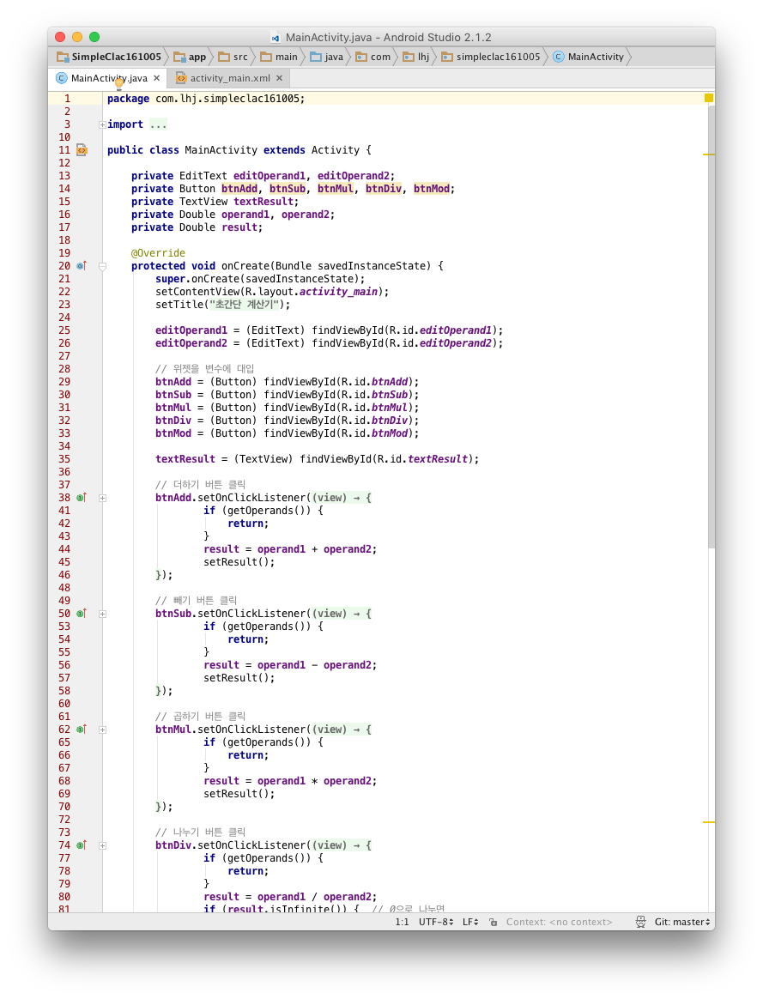 MainActivity.java - Android Studio 2.1.2
SimpleClac161005 app src main java com lhj simpleclac161005 MainActivity
MainActivity.java activity_main.xml
1 package com.lhj.simpleclac161005;
2
3 import ...
10
11 public class MainActivity extends Activity {
12
13 private EditText editOperand1, editOperand2;
14 private Button btnAdd, btnSub, btnMul, btnDiv, btnMod;
15 private TextView textResult;
16 private Double operand1, operand2;
17 private Double result;
18
19 @Override
20 protected void onCreate(Bundle savedInstanceState) {
21 super.onCreate(savedInstanceState);
22 setContentView(R.layout.activity_main);
23 setTitle("초간단 계산기");
24
25 editOperand1 = (EditText) findViewById(R.id.editOperand1);
26 editOperand2 = (EditText) findViewById(R.id.editOperand2);
27
28 // 위젯을 변수에 대입
29 btnAdd = (Button) findViewById(R.id.btnAdd);
30 btnSub = (Button) findViewById(R.id.btnSub);
31 btnMul = (Button) findViewById(R.id.btnMul);
32 btnDiv = (Button) findViewById(R.id.btnDiv);
33 btnMod = (Button) findViewById(R.id.btnMod);
34
35 textResult = (TextView) findViewById(R.id.textResult);
36
37 // 더하기 버튼 클릭
38 btnAdd.setOnClickListener((view) → {
41 if (getOperands()) {
42 return;
43 }
44 result = operand1 + operand2;
45 setResult();
46 });
48
49 // 빼기 버튼 클릭
50 btnSub.setOnClickListener((view) → {
53 if (getOperands()) {
54 return;
55 }
56 result = operand1 - operand2;
57 setResult();
58 });
60
61 // 곱하기 버튼 클릭
62 btnMul.setOnClickListener((view) → {
65 if (getOperands()) {
66 return;
67 }
68 result = operand1 * operand2;
69 setResult();
70 });
72
73 // 나누기 버튼 클릭
74 btnDiv.setOnClickListener((view) → {
77 if (getOperands()) {
78 return;
79 }
80 result = operand1 / operand2;
81 if (result.isInfinite()) { // 0으로 나누면
1:1 UTF-8 LF Context: <no context> Git: master